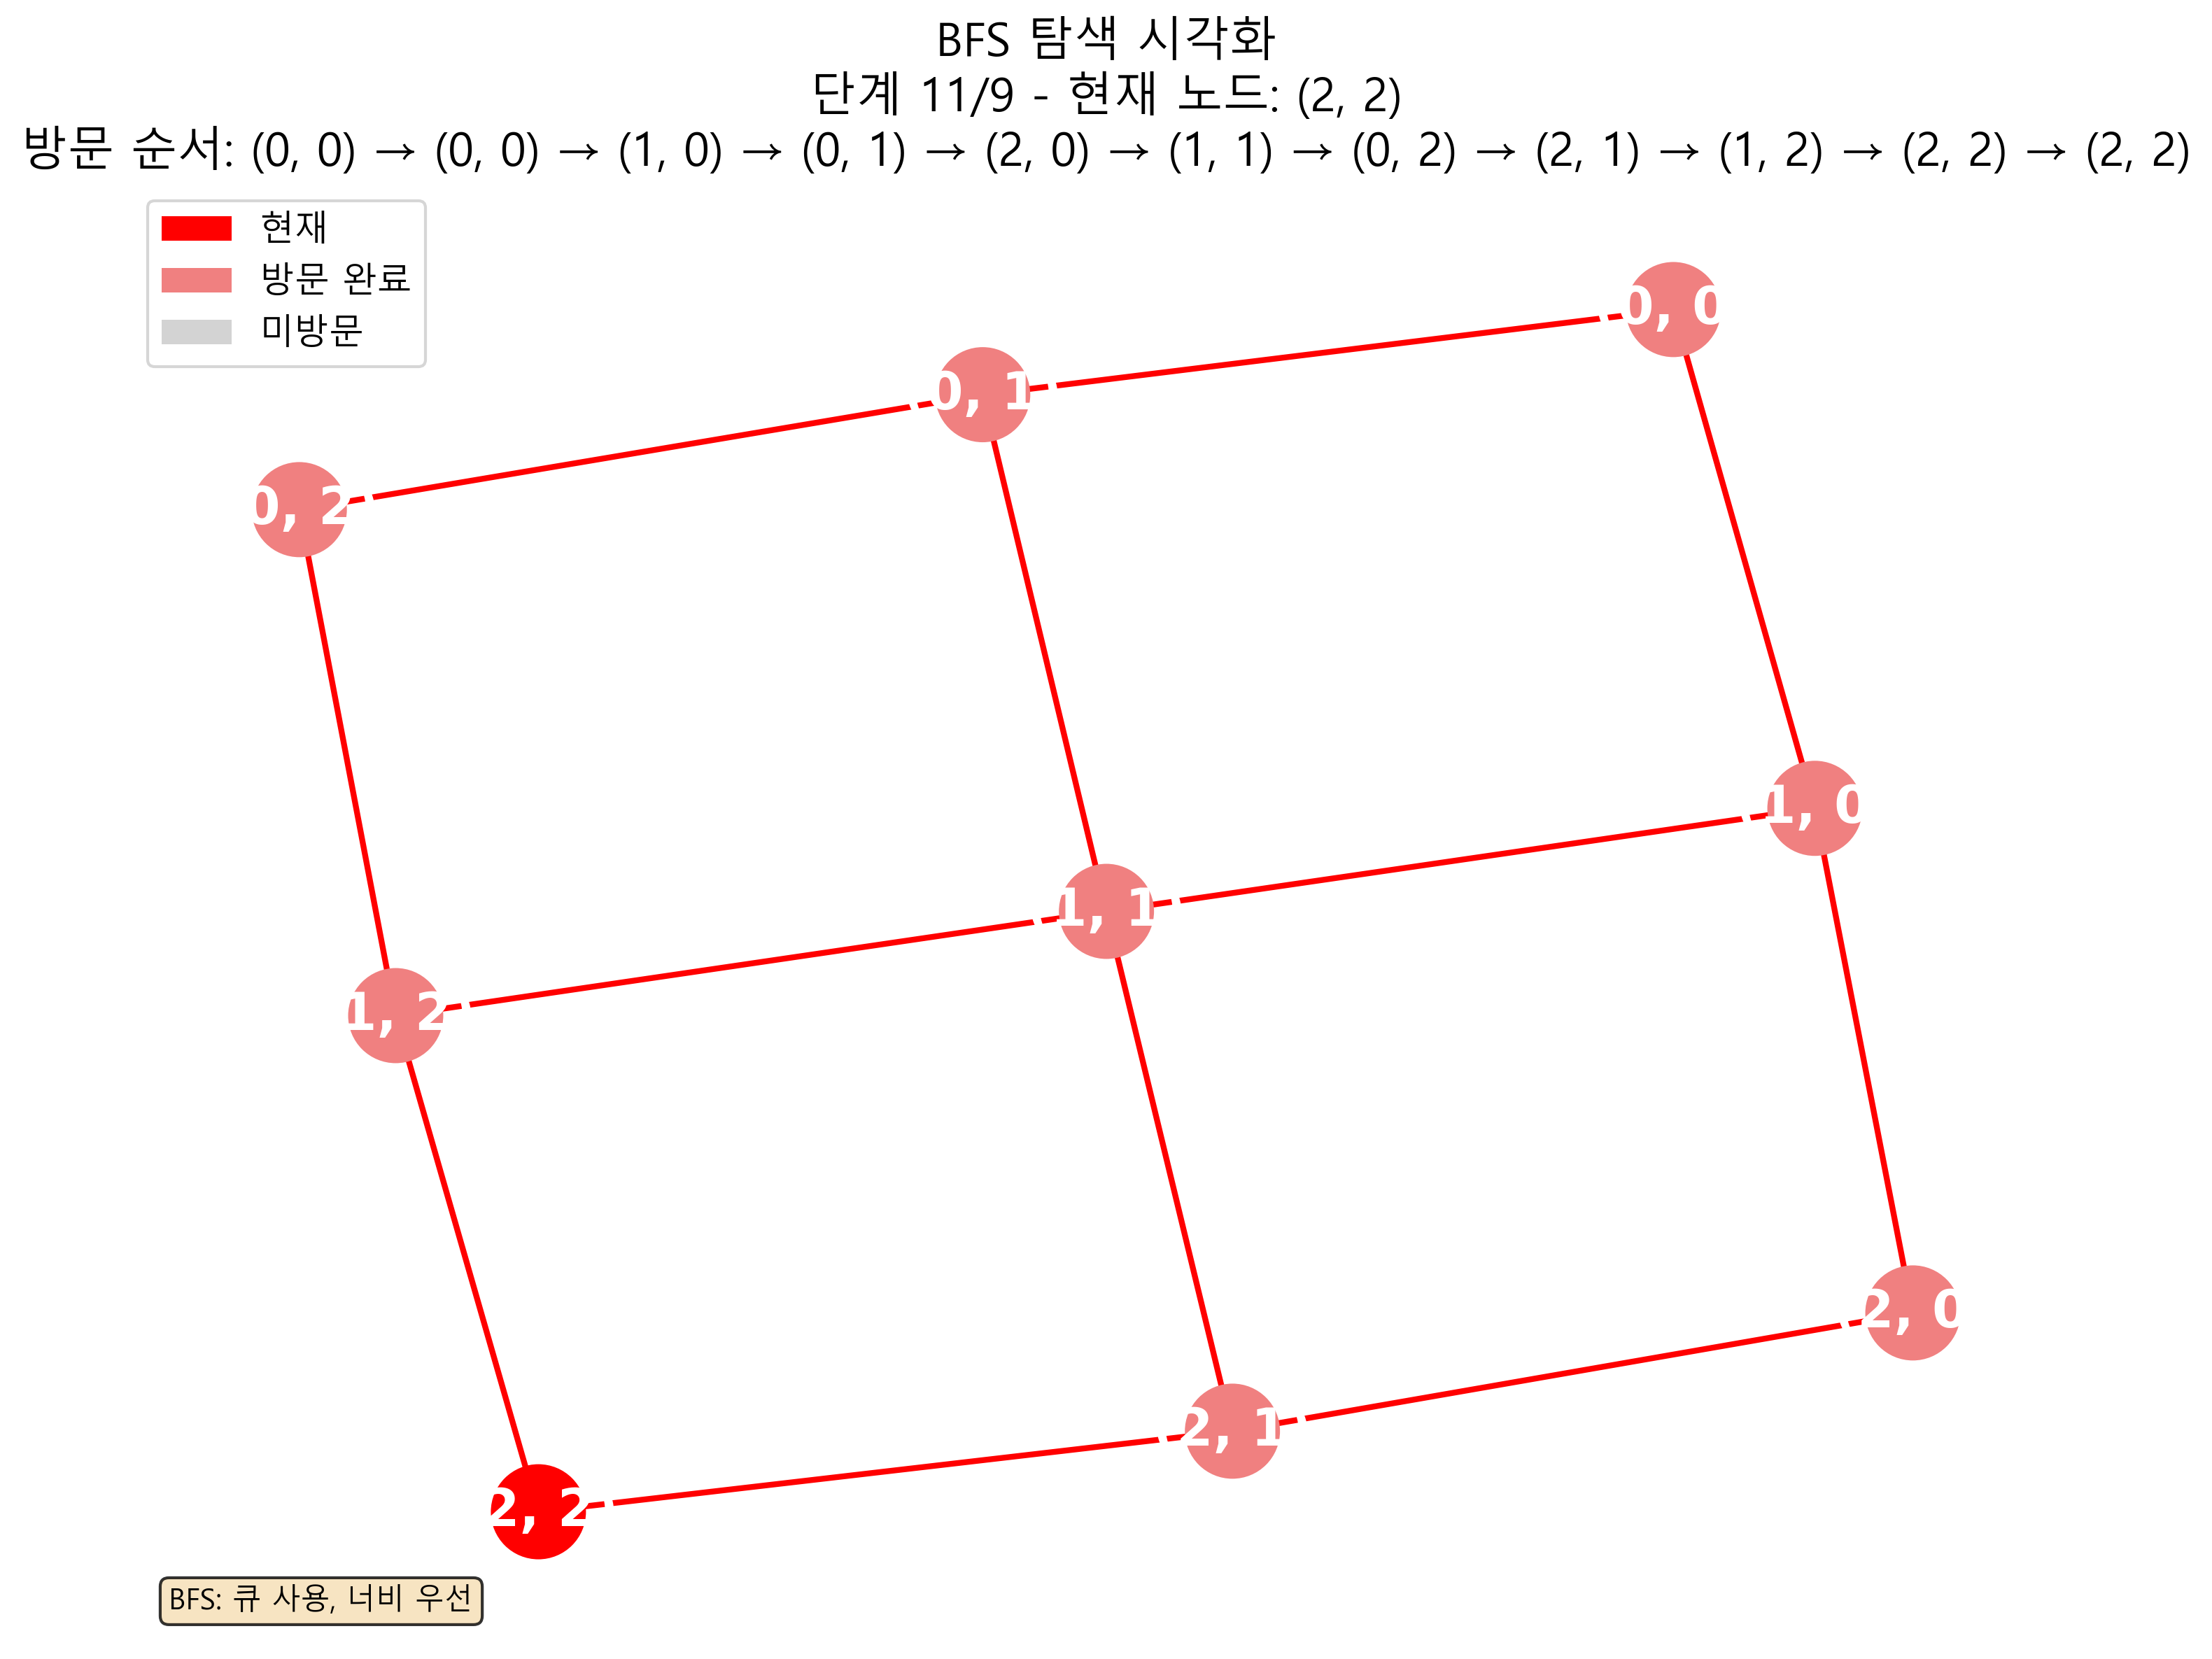 BFS 탐색 시각화
단계 11/9 - 현재 노드: (2, 2)
방문 순서: (0, 0) → (0, 0) → (1, 0) → (0, 1) → (2, 0) → (1, 1) → (0, 2) → (2, 1) → (1, 2) → (2, 2) → (2, 2)
현재
방문 완료
미방문
(0, 0)
(0, 1)
(0, 2)
(1, 0)
(1, 1)
(1, 2)
(2, 0)
(2, 1)
(2, 2)
BFS: 큐 사용, 너비 우선